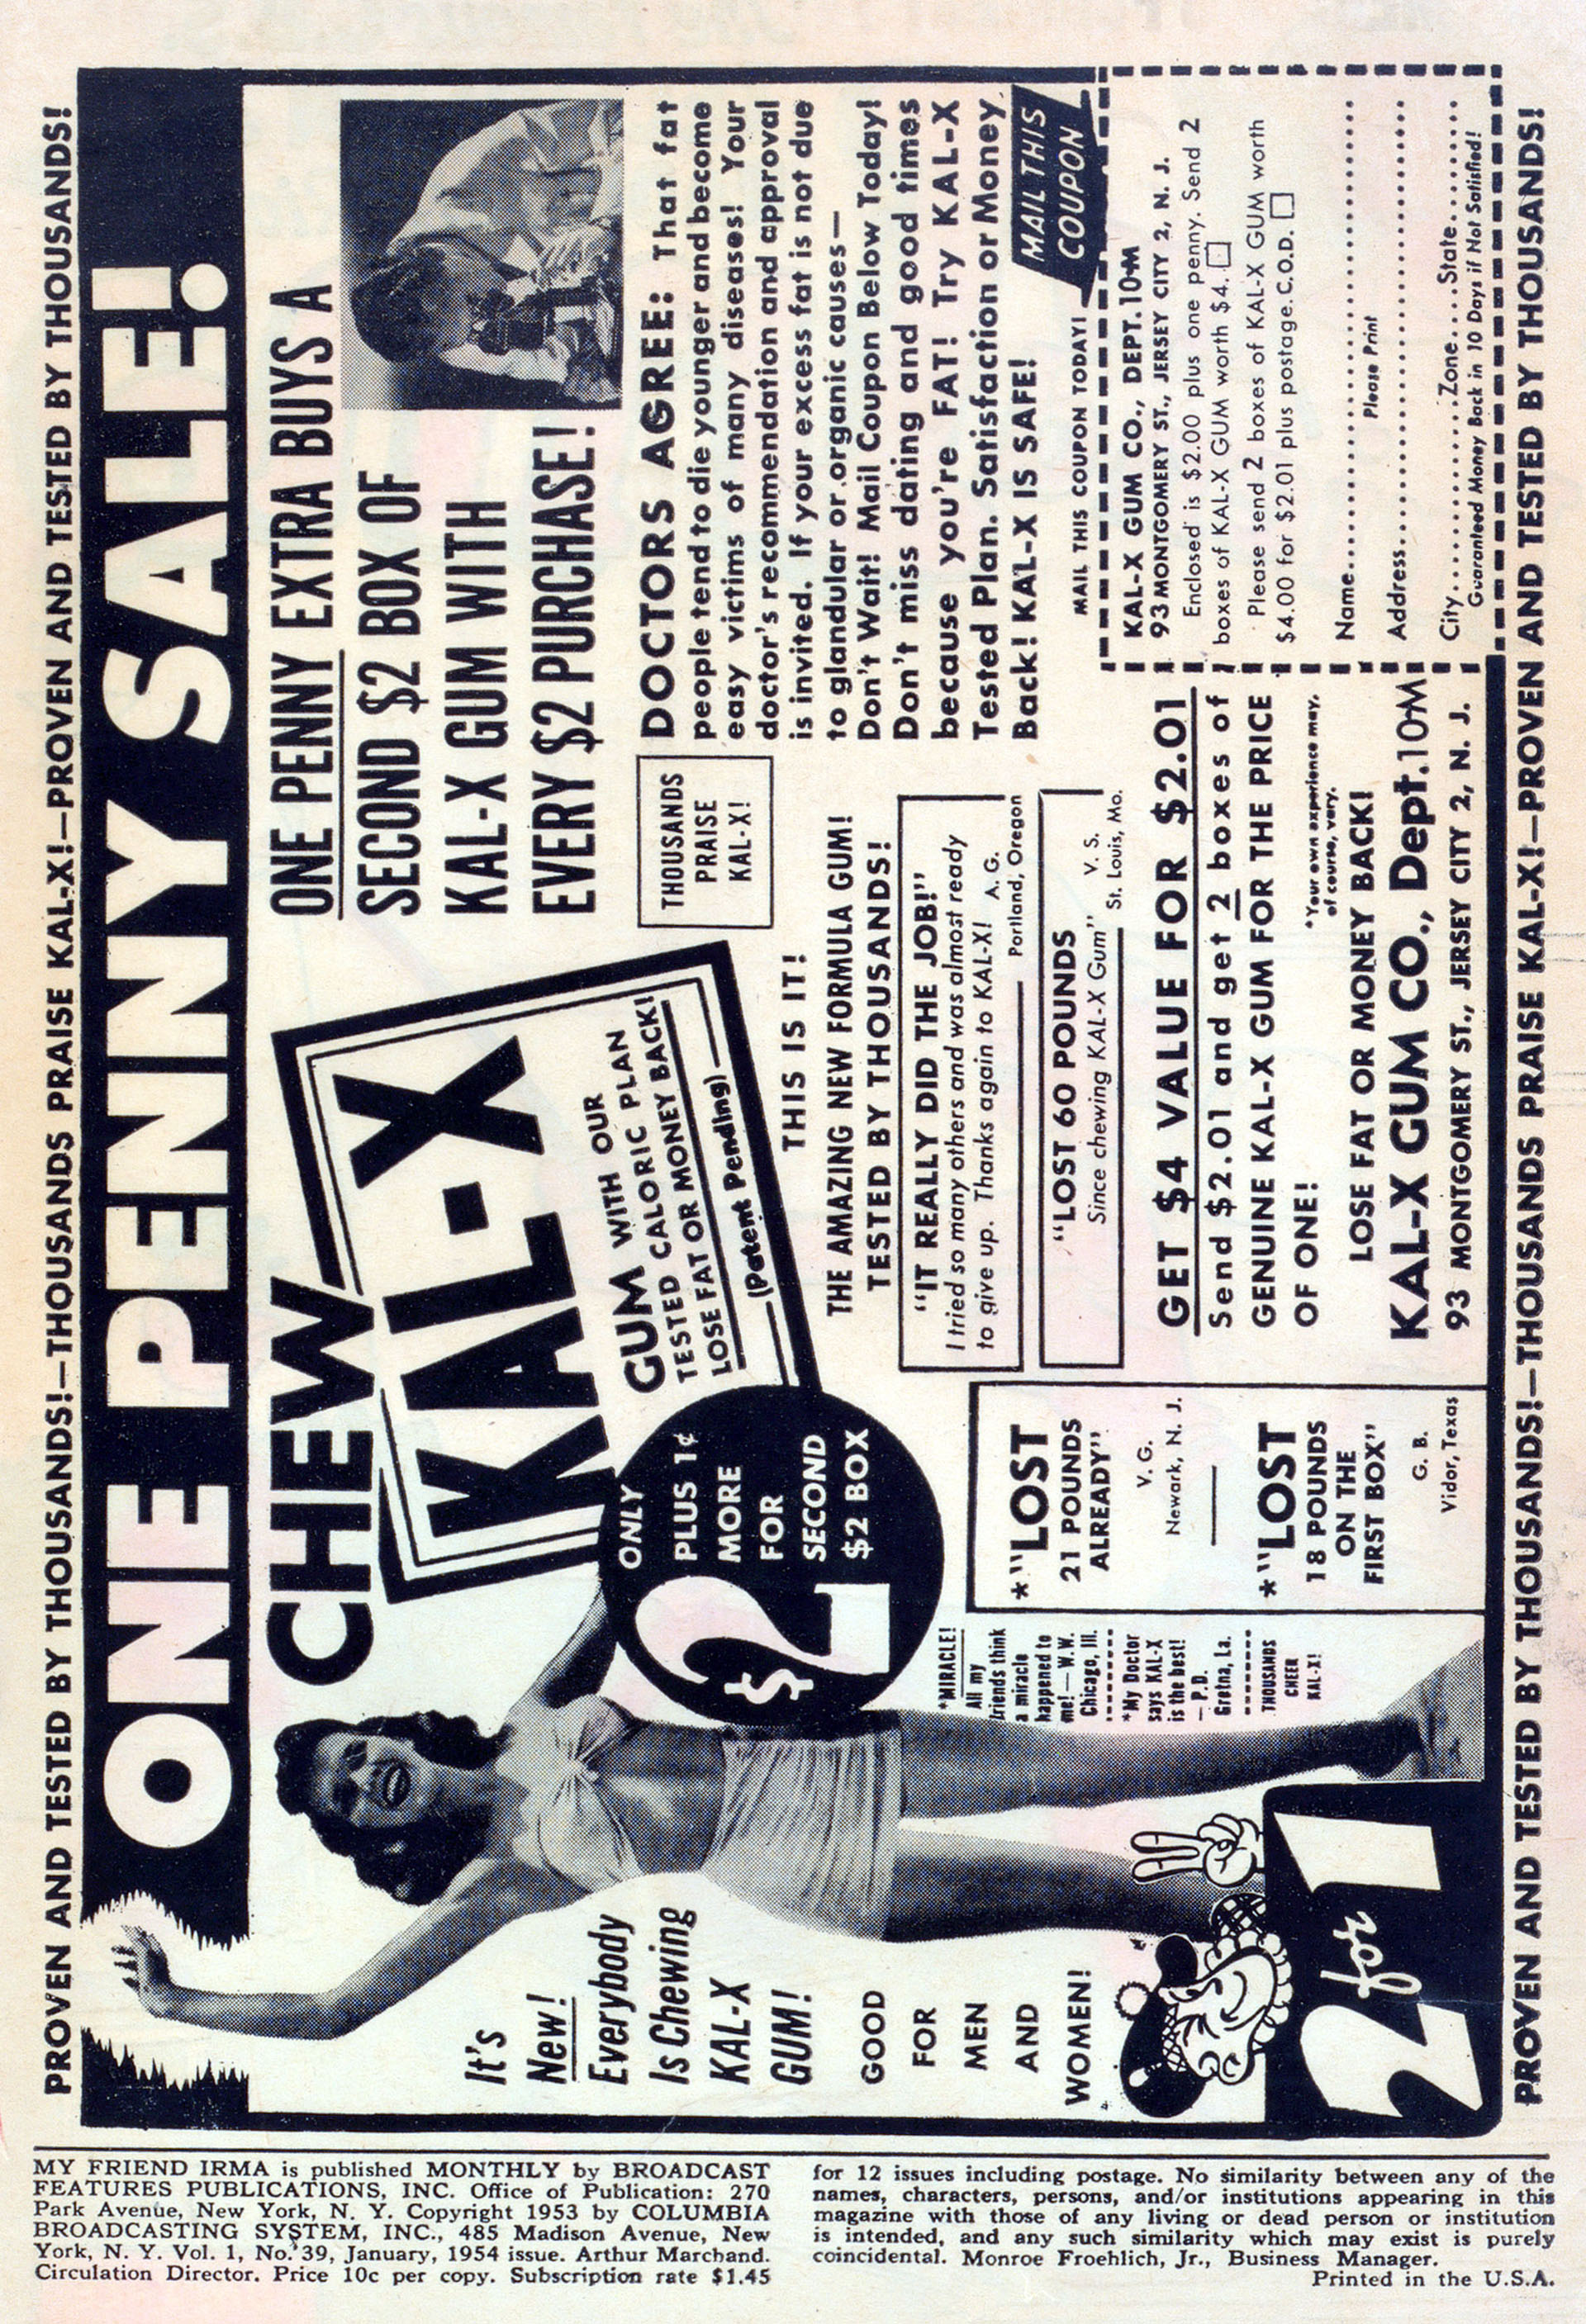 PROVEN AND TESTED BY THOUSANDS!—THOUSANDS PRAISE KAL-X!—PROVEN AND TESTED BY THOUSANDS!
ONE PENNY SALE!
It's
New!
Everybody
Is Chewing
KAL-X
GUM!
GOOD
FOR
MEN
AND
WOMEN!
2 for 1
CHEW
KAL-X
GUM WITH OUR
TESTED CALORIC PLAN
LOSE FAT OR MONEY BACK!
(Patent Pending)
ONLY
$2
PLUS 1¢
MORE
FOR
SECOND
$2 BOX
*MIRACLE!
All my
friends think
a miracle
happened to
me!—W.W.
Chicago, Ill.
*My Doctor
says KAL-X
is the best!
—P.D.
Gretna, La.
THOUSANDS
CHEER
KAL-X!
*"LOST
21 POUNDS
ALREADY"
V. G.
Newark, N. J.
*"LOST
18 POUNDS
ON THE
FIRST BOX"
G. B.
Vidor, Texas
ONE PENNY EXTRA BUYS A
SECOND $2 BOX OF
KAL-X GUM WITH
EVERY $2 PURCHASE!
THOUSANDS
PRAISE
KAL-X!
THIS IS IT!
THE AMAZING NEW FORMULA GUM!
TESTED BY THOUSANDS!
"IT REALLY DID THE JOB!"
I tried so many others and was almost ready
to give up. Thanks again to KAL-X! A. G.
Portland, Oregon
"LOST 60 POUNDS
Since chewing KAL-X Gum" V. S.
St. Louis, Mo.
GET $4 VALUE FOR $2.01
Send $2.01 and get 2 boxes of
GENUINE KAL-X GUM FOR THE PRICE
OF ONE!
*Your own experience may,
of course, vary.
LOSE FAT OR MONEY BACK!
KAL-X GUM CO., Dept.10-M
93 MONTGOMERY ST., JERSEY CITY 2, N. J.
DOCTORS AGREE: That fat
people tend to die younger and become
easy victims of many diseases! Your
doctor's recommendation and approval
is invited. If your excess fat is not due
to glandular or organic causes—
Don't Wait! Mail Coupon Below Today!
Don't miss dating and good times
because you're FAT! Try KAL-X
Tested Plan. Satisfaction or Money
Back! KAL-X IS SAFE!
MAIL THIS
COUPON
MAIL THIS COUPON TODAY!
KAL-X GUM CO., DEPT. 10-M
93 MONTGOMERY ST., JERSEY CITY 2, N. J.
Enclosed is $2.00 plus one penny. Send 2
boxes of KAL-X GUM worth $4. □
Please send 2 boxes of KAL-X GUM worth
$4.00 for $2.01 plus postage. C.O.D. □
Name..............................
Please Print
Address..............................
City..............Zone....State..............
Guaranteed Money Back in 10 Days if Not Satisfied!
PROVEN AND TESTED BY THOUSANDS!—THOUSANDS PRAISE KAL-X!—PROVEN AND TESTED BY THOUSANDS!
MY FRIEND IRMA is published MONTHLY by BROADCAST
FEATURES PUBLICATIONS, INC. Office of Publication: 270
Park Avenue, New York, N. Y. Copyright 1953 by COLUMBIA
BROADCASTING SYSTEM, INC., 485 Madison Avenue, New
York, N. Y. Vol. 1, No. 39, January, 1954 issue. Arthur Marchand.
Circulation Director. Price 10c per copy. Subscription rate $1.45
for 12 issues including postage. No similarity between any of the
names, characters, persons, and/or institutions appearing in this
magazine with those of any living or dead person or institution
is intended, and any such similarity which may exist is purely
coincidental. Monroe Froehlich, Jr., Business Manager.
Printed in the U.S.A.